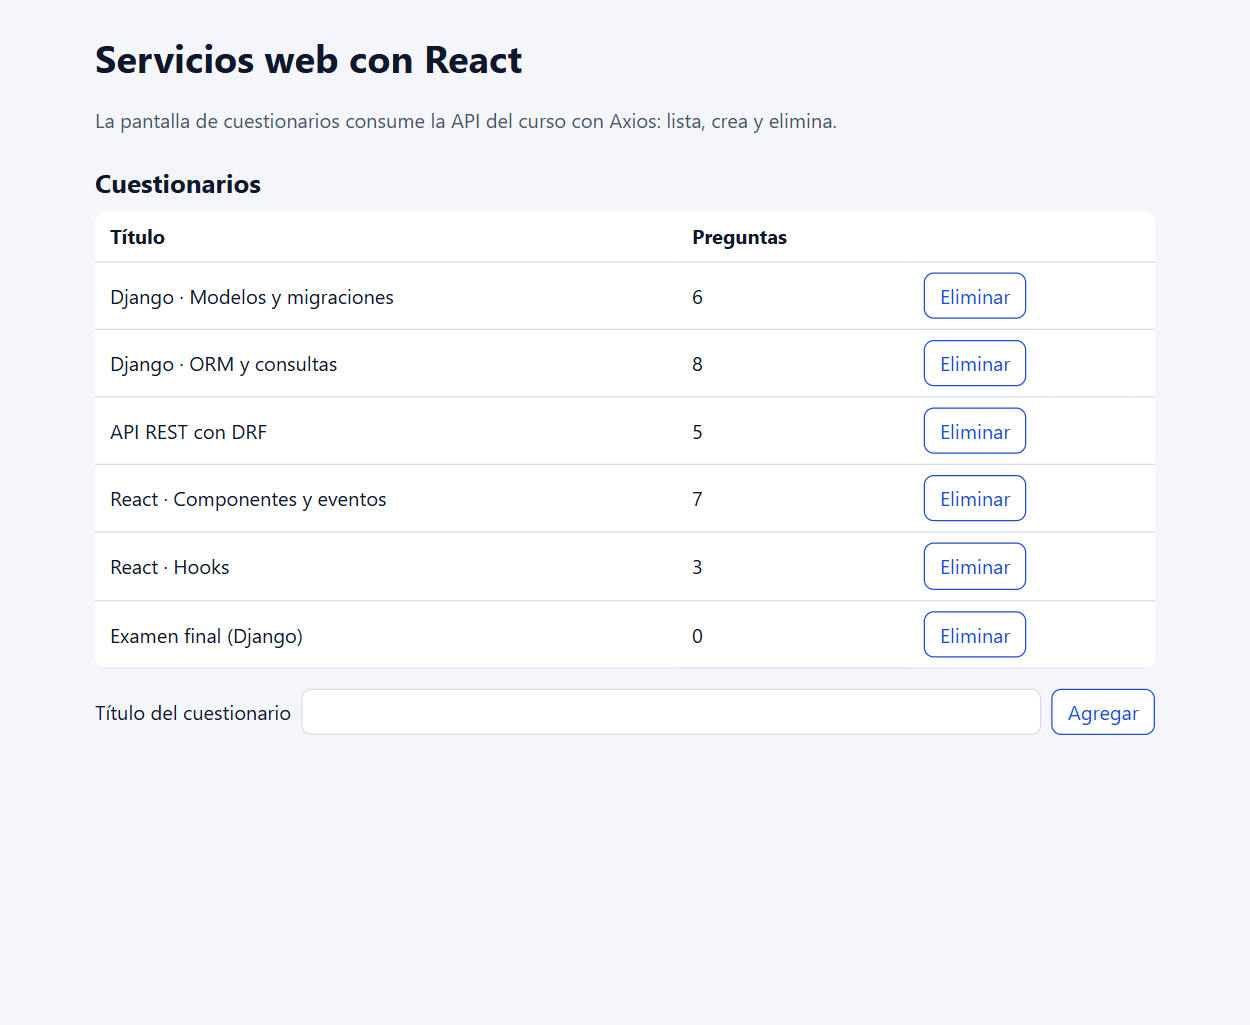 Servicios web con React
La pantalla de cuestionarios consume la API del curso con Axios: lista, crea y elimina.
Cuestionarios
Título Preguntas
Django · Modelos y migraciones 6 Eliminar
Django · ORM y consultas 8 Eliminar
API REST con DRF 5 Eliminar
React · Componentes y eventos 7 Eliminar
React · Hooks 3 Eliminar
Examen final (Django) 0 Eliminar
Título del cuestionario Agregar